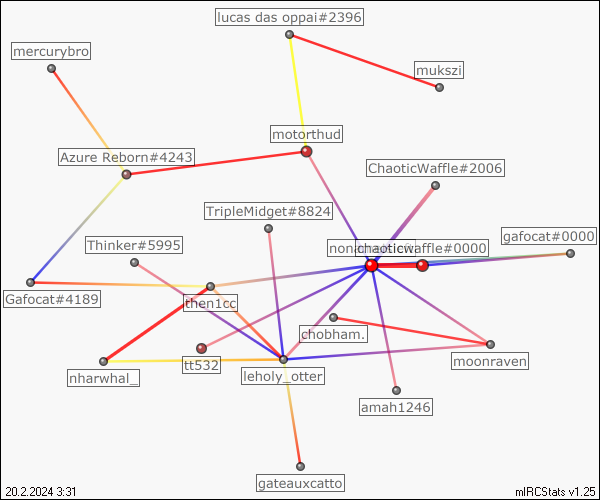 lucas das oppai#2396
mercurybro
mukszi
motorthud
Azure Reborn#4243
ChaoticWaffle#2006
TripleMidget#8824
gafocat#0000
Thinker#5995
chaoticwaffle#0000
Gafocat#4189
then1cc
chobham.
moonraven
tt532
nharwhal_
leholy_otter
amah1246
gateauxcatto
20.2.2024 3:31
mIRCStats v1.25